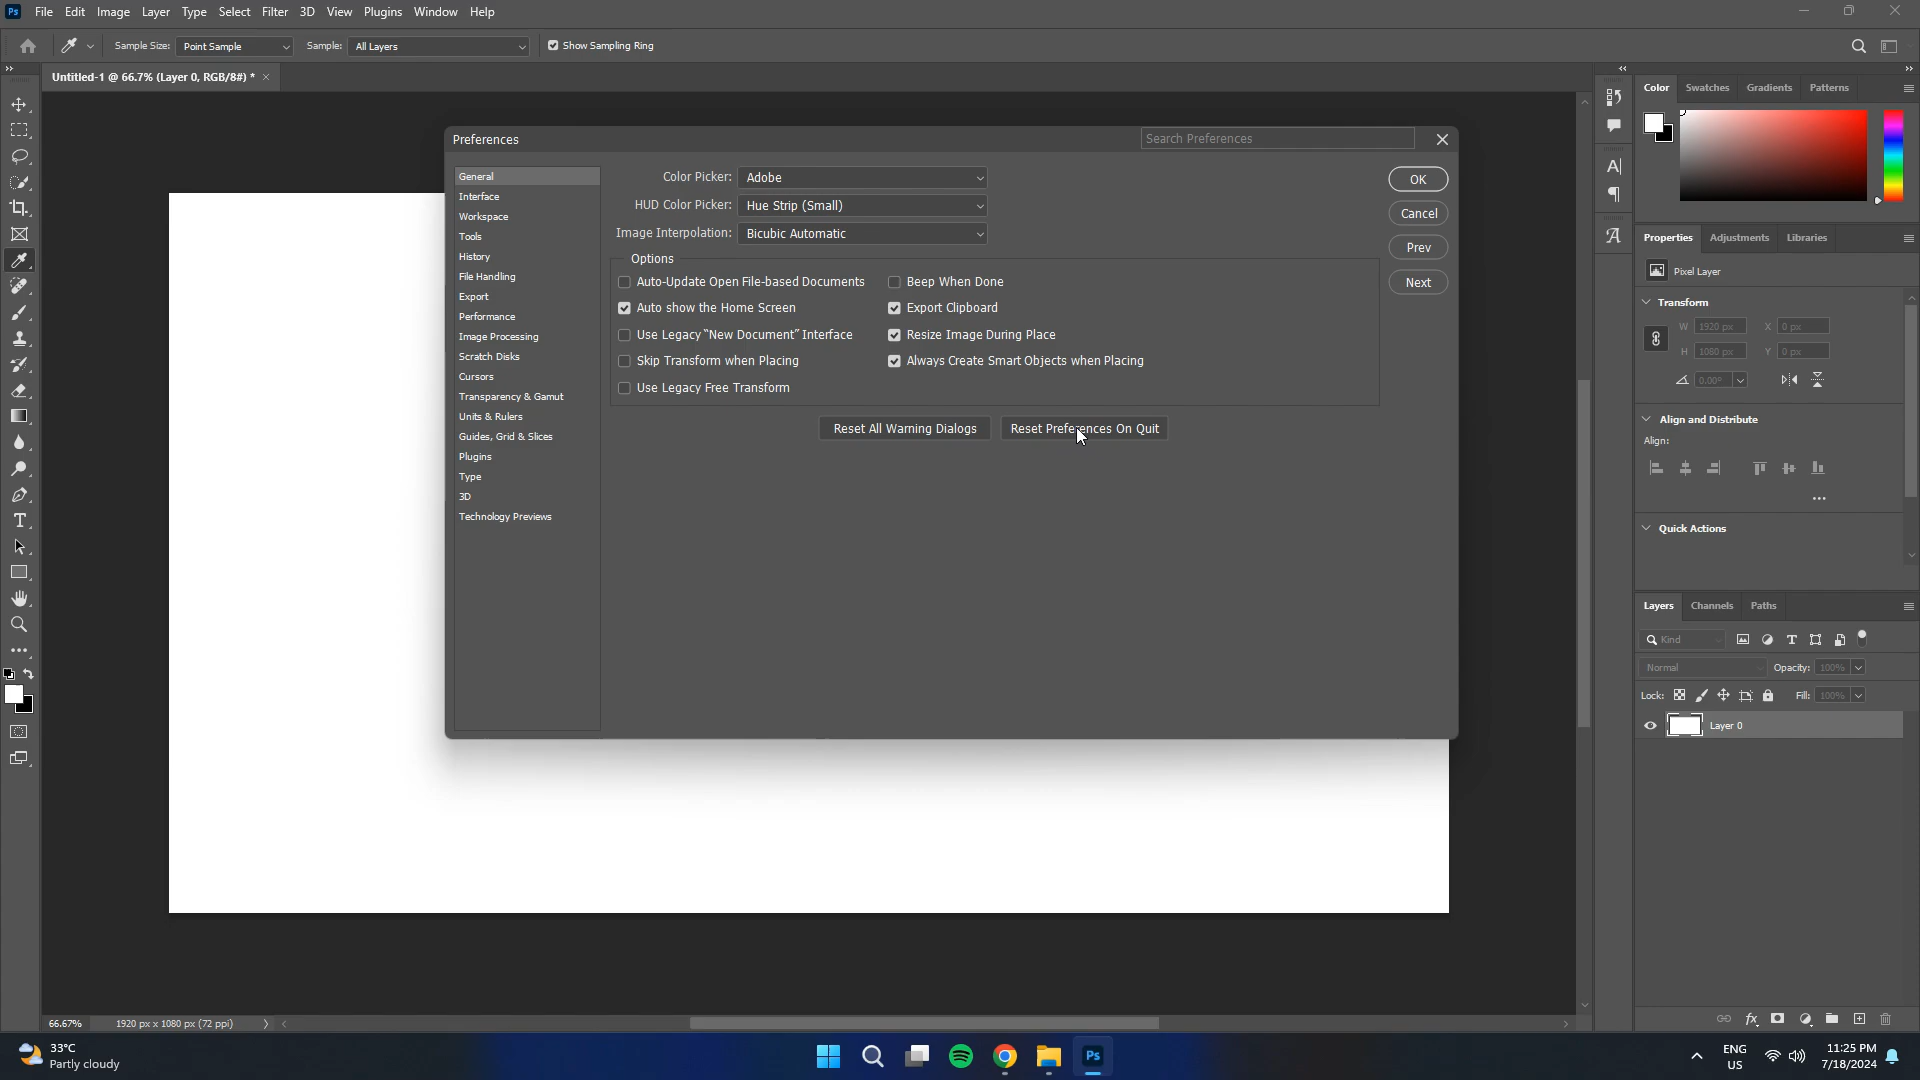 Ps File Edit Image Layer Type Select Filter 3D View Plugins Window Help
Sample Size: Point Sample Sample: All Layers Show Sampling Ring
Untitled-1 @ 66.7% (Layer 0, RGB/8#) *
Preferences Search Preferences
General
Interface
Workspace
Tools
History
File Handling
Export
Performance
Image Processing
Scratch Disks
Cursors
Transparency & Gamut
Units & Rulers
Guides, Grid & Slices
Plugins
Type
3D
Technology Previews
Color Picker: Adobe
HUD Color Picker: Hue Strip (Small)
Image Interpolation: Bicubic Automatic
Options
Auto-Update Open File-based Documents Beep When Done
Auto show the Home Screen Export Clipboard
Use Legacy “New Document” Interface Resize Image During Place
Skip Transform when Placing Always Create Smart Objects when Placing
Use Legacy Free Transform
Reset All Warning Dialogs Reset Preferences On Quit
OK
Cancel
Prev
Next
Color Swatches Gradients Patterns
Properties Adjustments Libraries
Pixel Layer
Transform
W 1920 px X 0 px
H 1080 px Y 0 px
0.00°
Align and Distribute
Align:
Quick Actions
Layers Channels Paths
Kind
Normal Opacity: 100%
Lock: Fill: 100%
Layer 0
66.67% 1920 px x 1080 px (72 ppi)
33°C
Partly cloudy
Ps
ENG
US
11:25 PM
7/18/2024